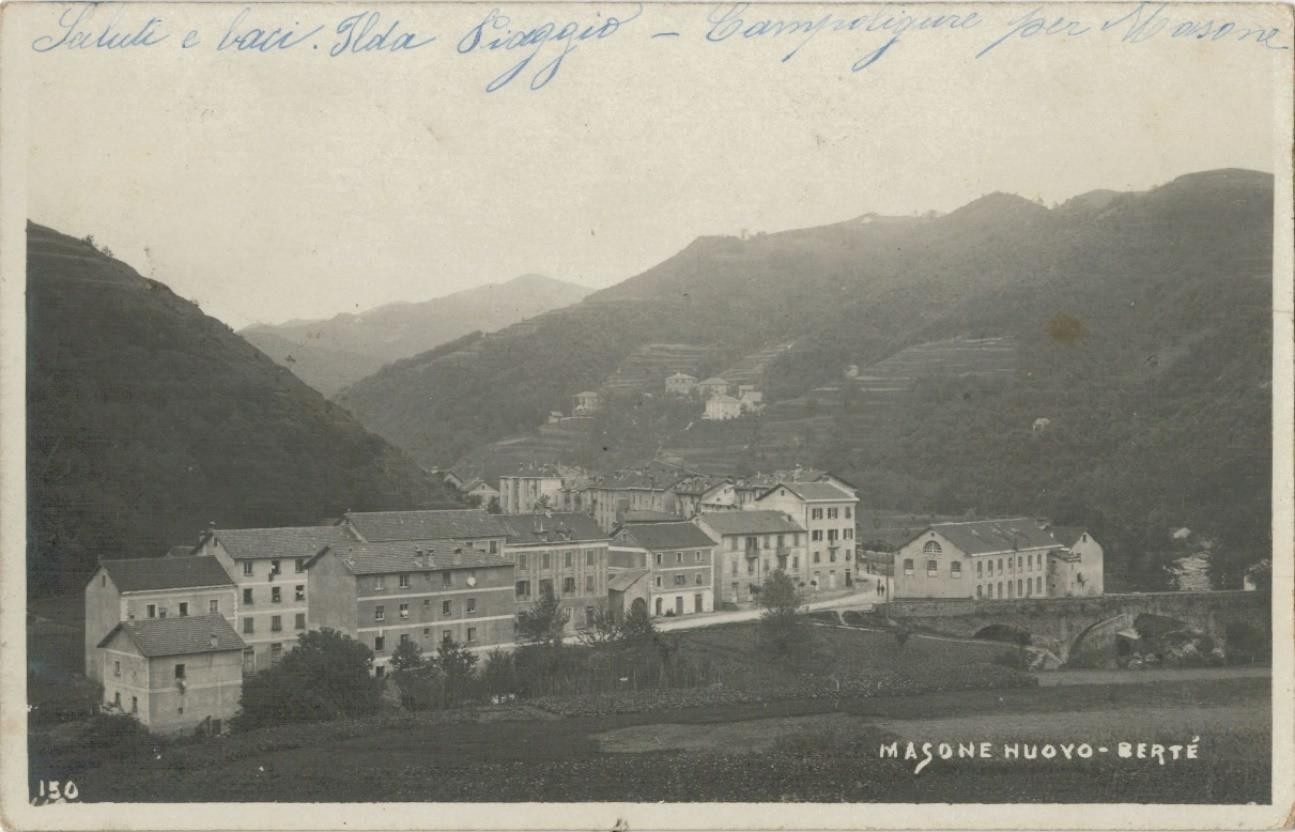 Saluti e baci. Ilda Piaggio – Campoligure per Masone
MASONE NUOVO - BERTÉ
150